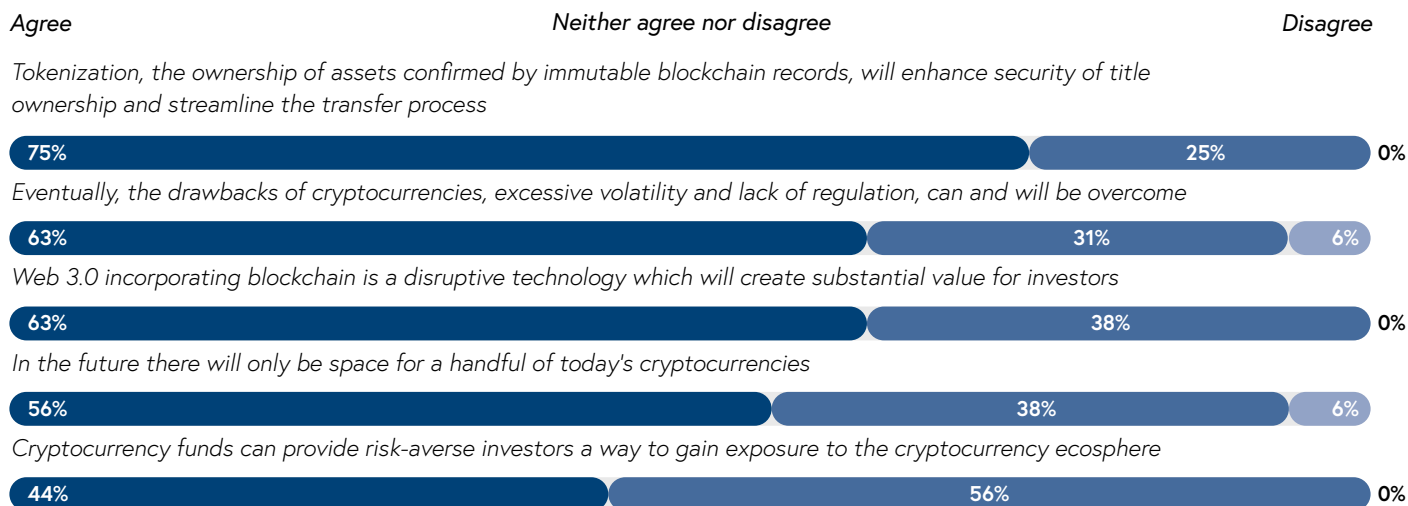 Agree Neither agree nor disagree Disagree
Tokenization, the ownership of assets confirmed by immutable blockchain records, will enhance security of title
ownership and streamline the transfer process
75% 25% 0%
Eventually, the drawbacks of cryptocurrencies, excessive volatility and lack of regulation, can and will be overcome
63% 31% 6%
Web 3.0 incorporating blockchain is a disruptive technology which will create substantial value for investors
63% 38% 0%
In the future there will only be space for a handful of today's cryptocurrencies
56% 38% 6%
Cryptocurrency funds can provide risk-averse investors a way to gain exposure to the cryptocurrency ecosphere
44% 56% 0%